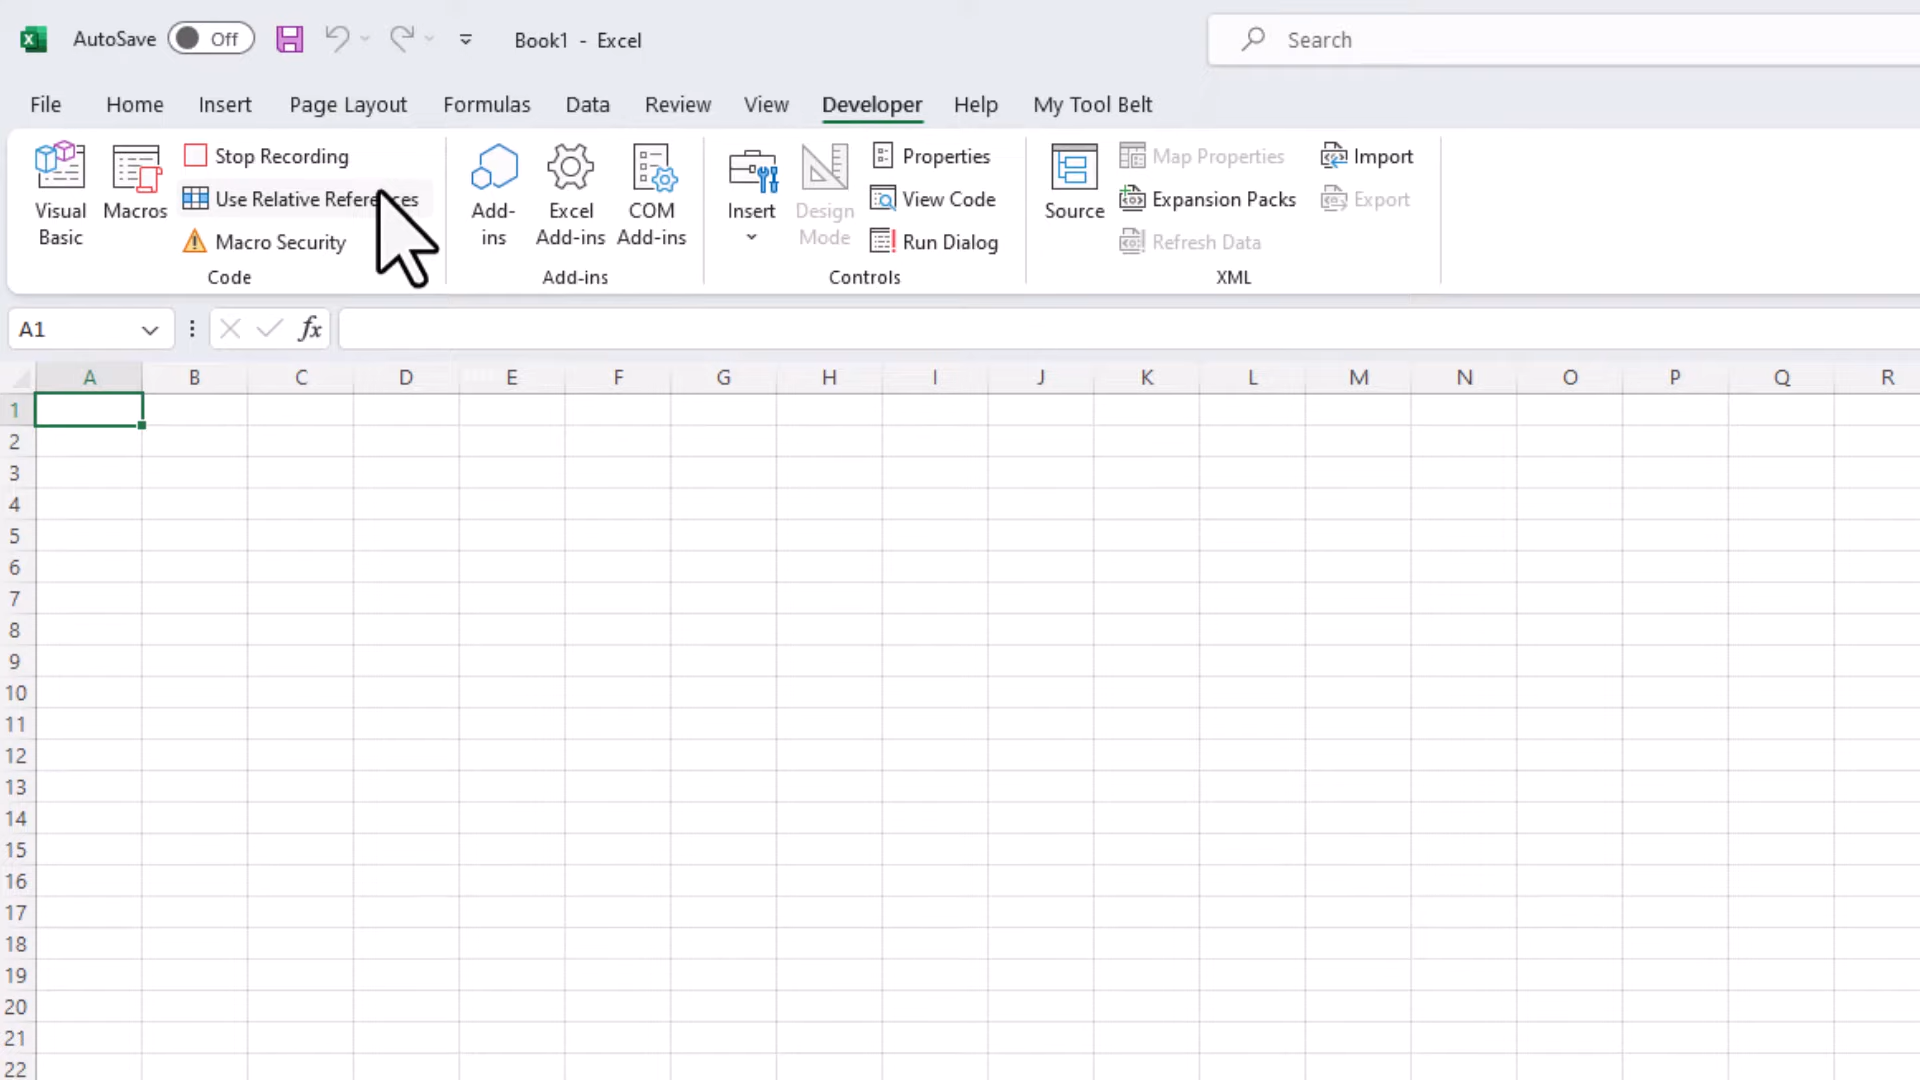 AutoSave Off Book1 - Excel Search
File Home Insert Page Layout Formulas Data Review View Developer Help My Tool Belt
Visual Basic
Macros
Stop Recording
Use Relative References
Macro Security
Code
Add-ins
Excel Add-ins
COM Add-ins
Add-ins
Insert
Design Mode
Properties
View Code
Run Dialog
Controls
Source
Map Properties
Expansion Packs
Refresh Data
Import
Export
XML
A1 fx
A B C D E F G H I J K L M N O P Q R
1
2
3
4
5
6
7
8
9
10
11
12
13
14
15
16
17
18
19
20
21
22